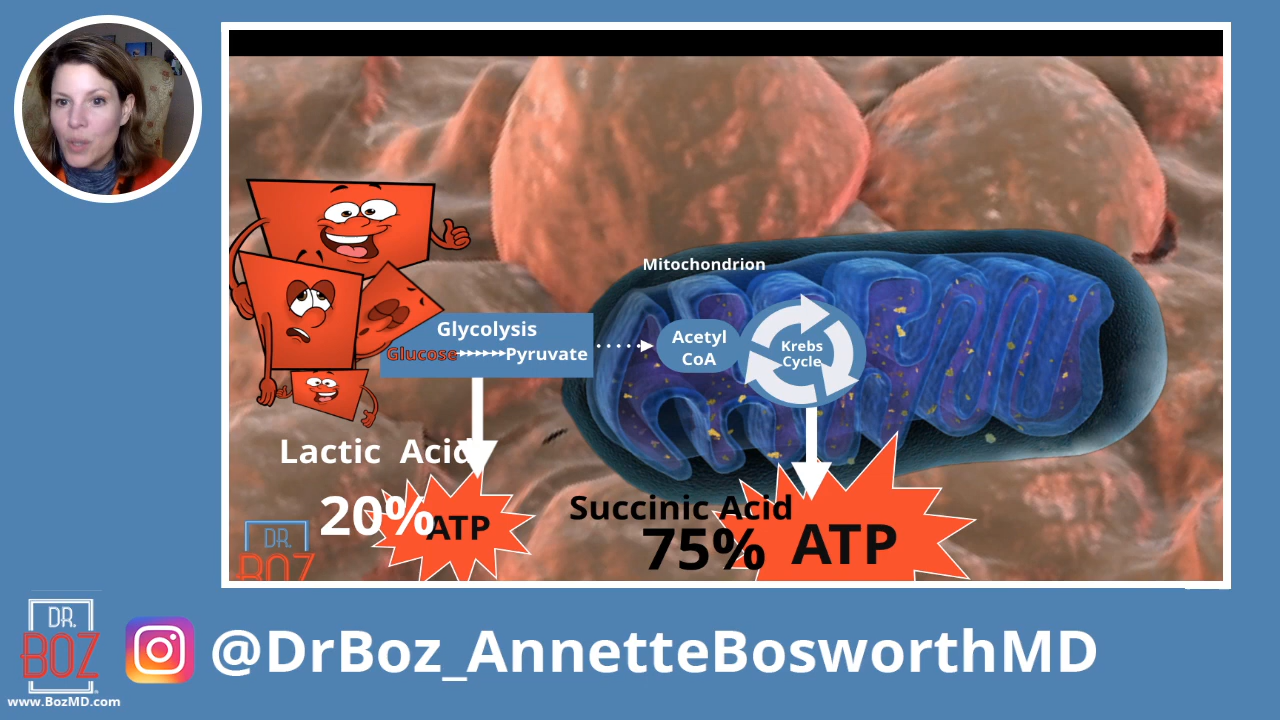 Mitochondrion
Glycolysis
Glucose
Pyruvate
Acetyl
CoA
Krebs
Cycle
Lactic Acid
20%
ATP
Succinic Acid
75%
ATP
DR.
BOZ
DR.
BOZ
www.BozMD.com
@DrBoz_AnnetteBosworthMD